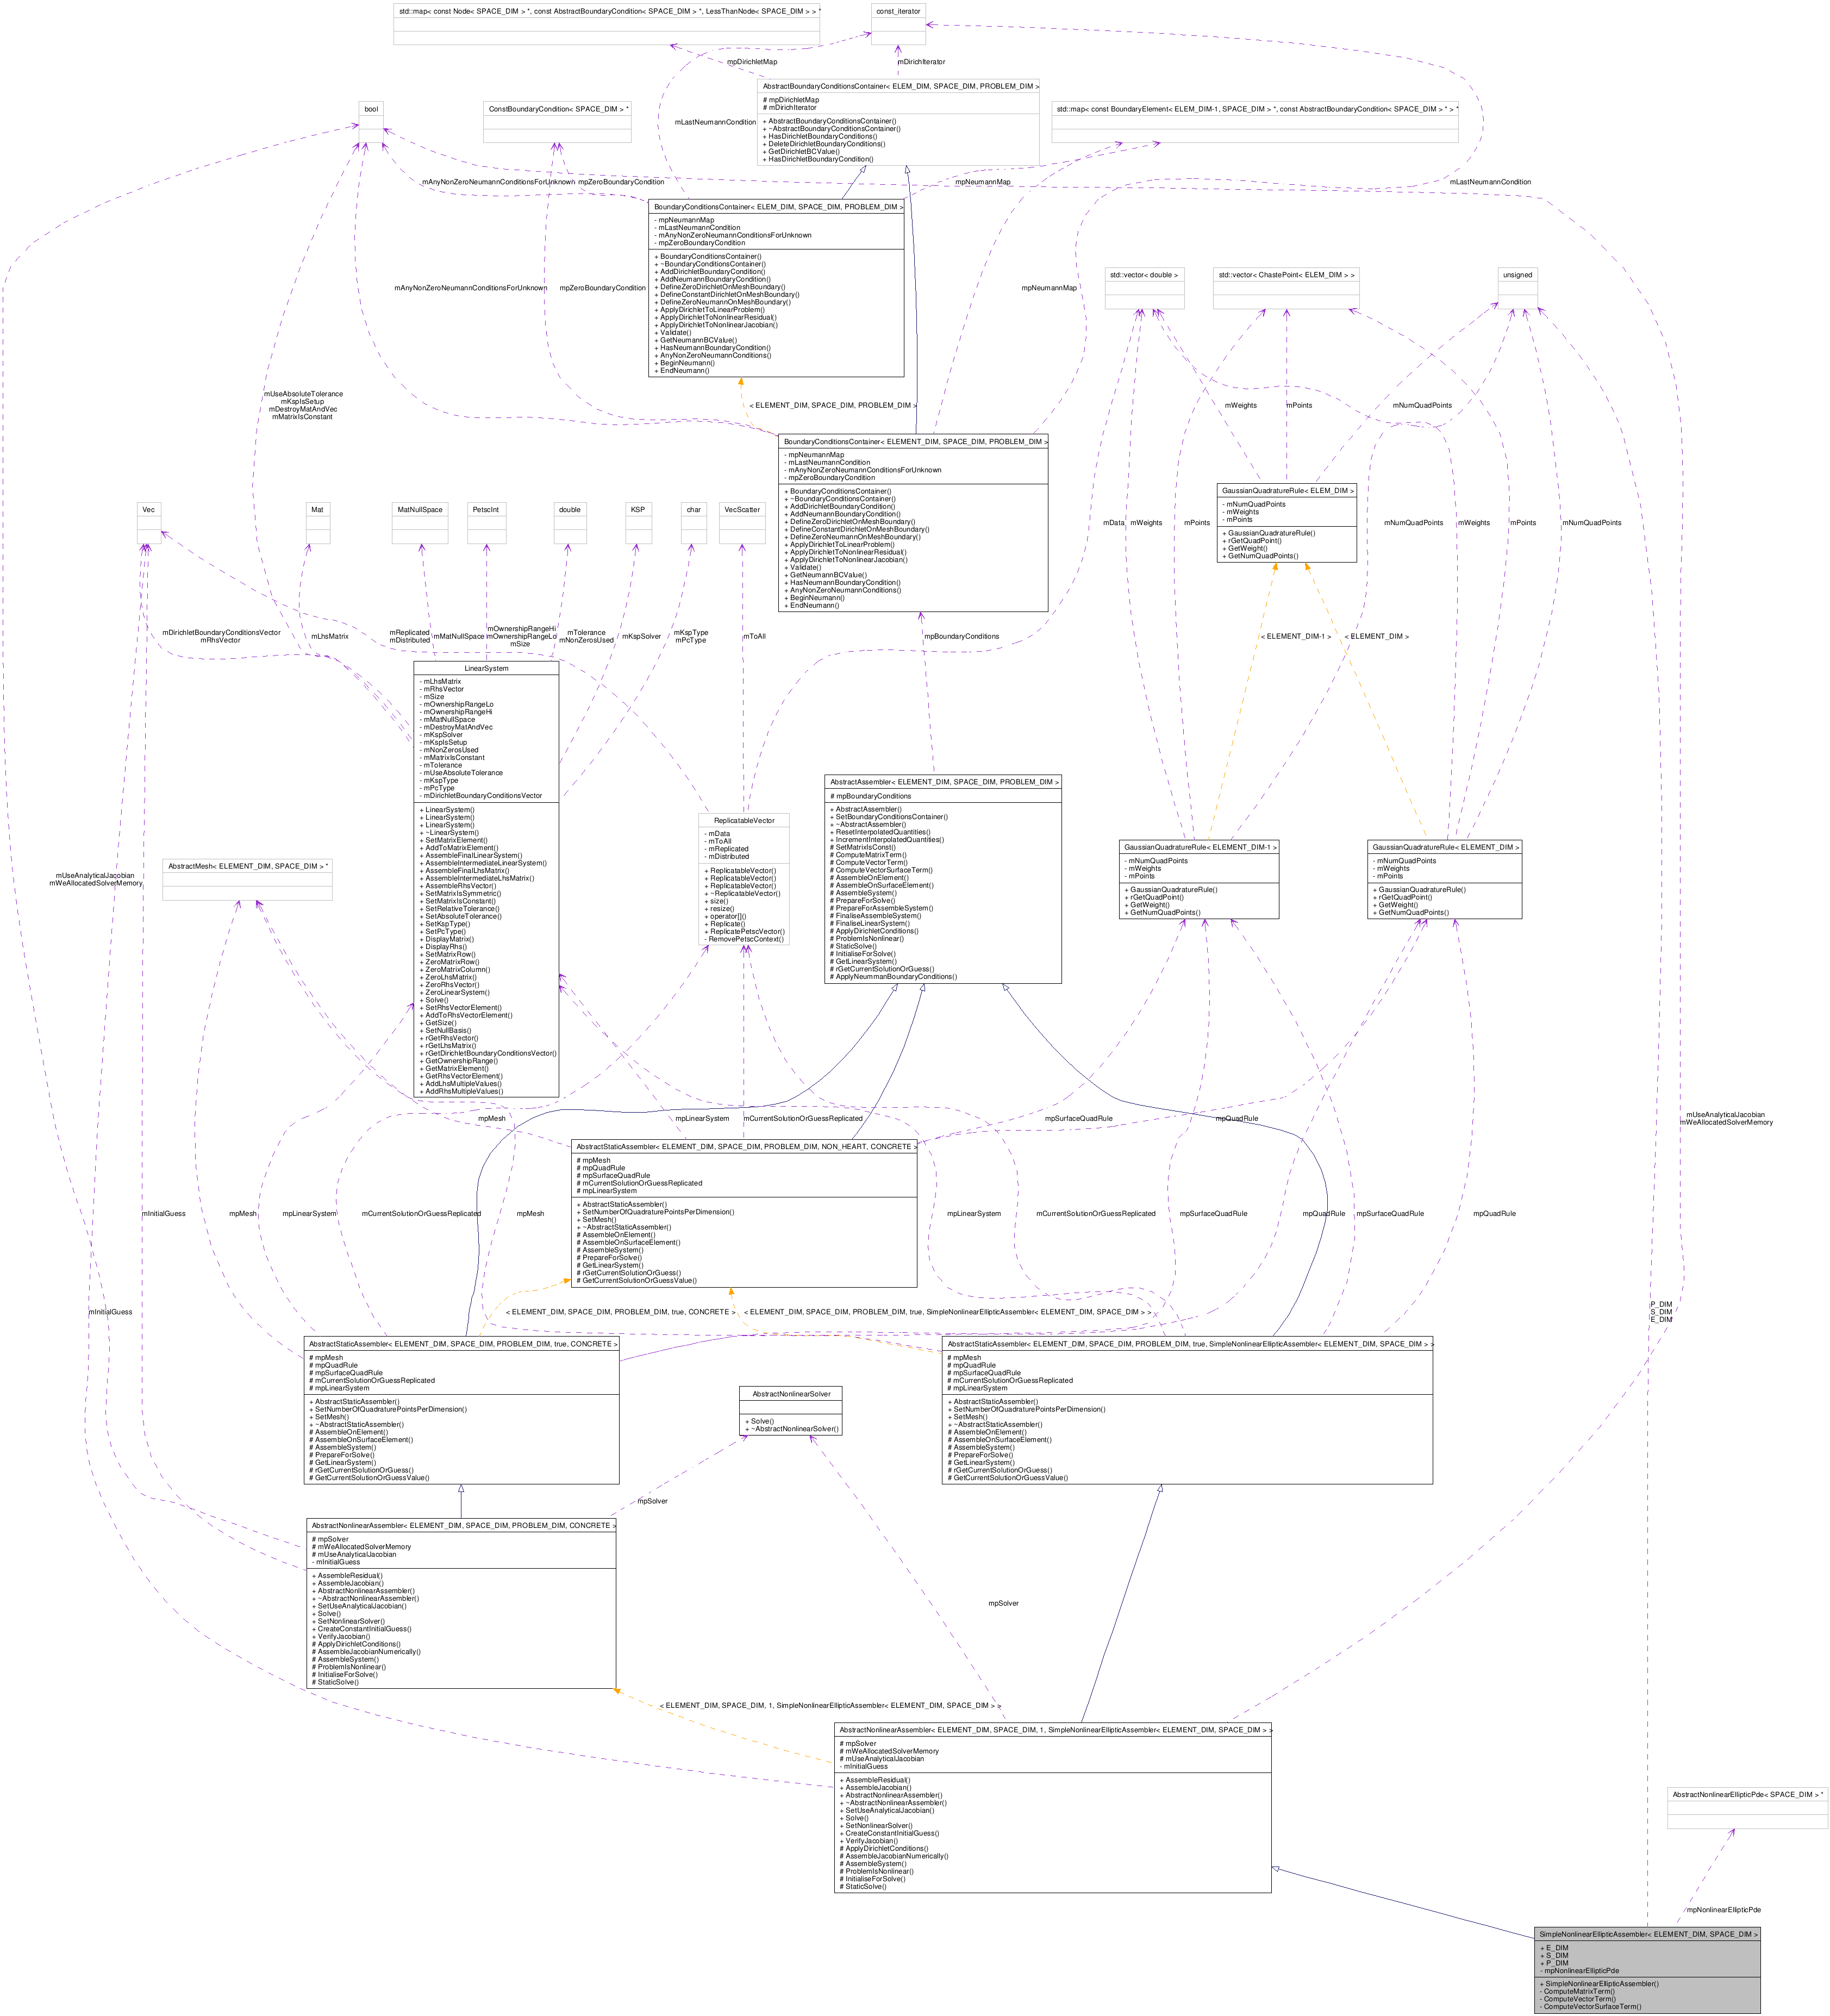 std::map< const Node< SPACE_DIM > *, const AbstractBoundaryCondition< SPACE_DIM > *, LessThanNode< SPACE_DIM > > *
const_iterator
mpDirichletMap
mDirichIterator
AbstractBoundaryConditionsContainer< ELEM_DIM, SPACE_DIM, PROBLEM_DIM >
# mpDirichletMap
# mDirichIterator
+ AbstractBoundaryConditionsContainer()
+ ~AbstractBoundaryConditionsContainer()
+ HasDirichletBoundaryConditions()
+ DeleteDirichletBoundaryConditions()
+ GetDirichletBCValue()
+ HasDirichletBoundaryCondition()
bool
ConstBoundaryCondition< SPACE_DIM > *
std::map< const BoundaryElement< ELEM_DIM-1, SPACE_DIM > *, const AbstractBoundaryCondition< SPACE_DIM > * > *
mLastNeumannCondition
mAnyNonZeroNeumannConditionsForUnknown
mpZeroBoundaryCondition
mpNeumannMap
mLastNeumannCondition
BoundaryConditionsContainer< ELEM_DIM, SPACE_DIM, PROBLEM_DIM >
- mpNeumannMap
- mLastNeumannCondition
- mAnyNonZeroNeumannConditionsForUnknown
- mpZeroBoundaryCondition
+ BoundaryConditionsContainer()
+ ~BoundaryConditionsContainer()
+ AddDirichletBoundaryCondition()
+ AddNeumannBoundaryCondition()
+ DefineZeroDirichletOnMeshBoundary()
+ DefineConstantDirichletOnMeshBoundary()
+ DefineZeroNeumannOnMeshBoundary()
+ ApplyDirichletToLinearProblem()
+ ApplyDirichletToNonlinearResidual()
+ ApplyDirichletToNonlinearJacobian()
+ Validate()
+ GetNeumannBCValue()
+ HasNeumannBoundaryCondition()
+ AnyNonZeroNeumannConditions()
+ BeginNeumann()
+ EndNeumann()
mAnyNonZeroNeumannConditionsForUnknown
mpZeroBoundaryCondition
mpNeumannMap
std::vector< double >
std::vector< ChastePoint< ELEM_DIM > >
unsigned
mUseAbsoluteTolerance
mKspIsSetup
mDestroyMatAndVec
mMatrixIsConstant
< ELEMENT_DIM, SPACE_DIM, PROBLEM_DIM >
mWeights
mPoints
mNumQuadPoints
BoundaryConditionsContainer< ELEMENT_DIM, SPACE_DIM, PROBLEM_DIM >
- mpNeumannMap
- mLastNeumannCondition
- mAnyNonZeroNeumannConditionsForUnknown
- mpZeroBoundaryCondition
+ BoundaryConditionsContainer()
+ ~BoundaryConditionsContainer()
+ AddDirichletBoundaryCondition()
+ AddNeumannBoundaryCondition()
+ DefineZeroDirichletOnMeshBoundary()
+ DefineConstantDirichletOnMeshBoundary()
+ DefineZeroNeumannOnMeshBoundary()
+ ApplyDirichletToLinearProblem()
+ ApplyDirichletToNonlinearResidual()
+ ApplyDirichletToNonlinearJacobian()
+ Validate()
+ GetNeumannBCValue()
+ HasNeumannBoundaryCondition()
+ AnyNonZeroNeumannConditions()
+ BeginNeumann()
+ EndNeumann()
GaussianQuadratureRule< ELEM_DIM >
- mNumQuadPoints
- mWeights
- mPoints
+ GaussianQuadratureRule()
+ rGetQuadPoint()
+ GetWeight()
+ GetNumQuadPoints()
Vec
Mat
MatNullSpace
PetscInt
double
KSP
char
VecScatter
mData
mWeights
mPoints
mNumQuadPoints
mWeights
mPoints
mNumQuadPoints
mDirichletBoundaryConditionsVector
mRhsVector
mLhsMatrix
mReplicated
mDistributed
mMatNullSpace
mOwnershipRangeHi
mOwnershipRangeLo
mSize
mTolerance
mNonZerosUsed
mKspSolver
mKspType
mPcType
mToAll
mpBoundaryConditions
< ELEMENT_DIM-1 >
< ELEMENT_DIM >
LinearSystem
- mLhsMatrix
- mRhsVector
- mSize
- mOwnershipRangeLo
- mOwnershipRangeHi
- mMatNullSpace
- mDestroyMatAndVec
- mKspSolver
- mKspIsSetup
- mNonZerosUsed
- mMatrixIsConstant
- mTolerance
- mUseAbsoluteTolerance
- mKspType
- mPcType
- mDirichletBoundaryConditionsVector
+ LinearSystem()
+ LinearSystem()
+ LinearSystem()
+ ~LinearSystem()
+ SetMatrixElement()
+ AddToMatrixElement()
+ AssembleFinalLinearSystem()
+ AssembleIntermediateLinearSystem()
+ AssembleFinalLhsMatrix()
+ AssembleIntermediateLhsMatrix()
+ AssembleRhsVector()
+ SetMatrixIsSymmetric()
+ SetMatrixIsConstant()
+ SetRelativeTolerance()
+ SetAbsoluteTolerance()
+ SetKspType()
+ SetPcType()
+ DisplayMatrix()
+ DisplayRhs()
+ SetMatrixRow()
+ ZeroMatrixRow()
+ ZeroMatrixColumn()
+ ZeroLhsMatrix()
+ ZeroRhsVector()
+ ZeroLinearSystem()
+ Solve()
+ SetRhsVectorElement()
+ AddToRhsVectorElement()
+ GetSize()
+ SetNullBasis()
+ rGetRhsVector()
+ rGetLhsMatrix()
+ rGetDirichletBoundaryConditionsVector()
+ GetOwnershipRange()
+ GetMatrixElement()
+ GetRhsVectorElement()
+ AddLhsMultipleValues()
+ AddRhsMultipleValues()
AbstractAssembler< ELEMENT_DIM, SPACE_DIM, PROBLEM_DIM >
# mpBoundaryConditions
+ AbstractAssembler()
+ SetBoundaryConditionsContainer()
+ ~AbstractAssembler()
+ ResetInterpolatedQuantities()
+ IncrementInterpolatedQuantities()
# SetMatrixIsConst()
# ComputeMatrixTerm()
# ComputeVectorTerm()
# ComputeVectorSurfaceTerm()
# AssembleOnElement()
# AssembleOnSurfaceElement()
# AssembleSystem()
# PrepareForSolve()
# PrepareForAssembleSystem()
# FinaliseAssembleSystem()
# FinaliseLinearSystem()
# ApplyDirichletConditions()
# ProblemIsNonlinear()
# StaticSolve()
# InitialiseForSolve()
# GetLinearSystem()
# rGetCurrentSolutionOrGuess()
# ApplyNeummanBoundaryConditions()
ReplicatableVector
- mData
- mToAll
- mReplicated
- mDistributed
+ ReplicatableVector()
+ ReplicatableVector()
+ ReplicatableVector()
+ ~ReplicatableVector()
+ size()
+ resize()
+ operator[]()
+ Replicate()
+ ReplicatePetscVector()
- RemovePetscContext()
GaussianQuadratureRule< ELEMENT_DIM-1 >
- mNumQuadPoints
- mWeights
- mPoints
+ GaussianQuadratureRule()
+ rGetQuadPoint()
+ GetWeight()
+ GetNumQuadPoints()
GaussianQuadratureRule< ELEMENT_DIM >
- mNumQuadPoints
- mWeights
- mPoints
+ GaussianQuadratureRule()
+ rGetQuadPoint()
+ GetWeight()
+ GetNumQuadPoints()
AbstractMesh< ELEMENT_DIM, SPACE_DIM > *
mUseAnalyticalJacobian
mWeAllocatedSolverMemory
mpMesh
mpLinearSystem
mCurrentSolutionOrGuessReplicated
mpSurfaceQuadRule
mpQuadRule
mUseAnalyticalJacobian
mWeAllocatedSolverMemory
AbstractStaticAssembler< ELEMENT_DIM, SPACE_DIM, PROBLEM_DIM, NON_HEART, CONCRETE >
# mpMesh
# mpQuadRule
# mpSurfaceQuadRule
# mCurrentSolutionOrGuessReplicated
# mpLinearSystem
+ AbstractStaticAssembler()
+ SetNumberOfQuadraturePointsPerDimension()
+ SetMesh()
+ ~AbstractStaticAssembler()
# AssembleOnElement()
# AssembleOnSurfaceElement()
# AssembleSystem()
# PrepareForSolve()
# GetLinearSystem()
# rGetCurrentSolutionOrGuess()
# GetCurrentSolutionOrGuessValue()
mInitialGuess
mpMesh
mpLinearSystem
mCurrentSolutionOrGuessReplicated
mpMesh
mpLinearSystem
mCurrentSolutionOrGuessReplicated
mpSurfaceQuadRule
mpQuadRule
mpSurfaceQuadRule
mpQuadRule
mInitialGuess
< ELEMENT_DIM, SPACE_DIM, PROBLEM_DIM, true, CONCRETE >
< ELEMENT_DIM, SPACE_DIM, PROBLEM_DIM, true, SimpleNonlinearEllipticAssembler< ELEMENT_DIM, SPACE_DIM > >
P_DIM
S_DIM
E_DIM
AbstractStaticAssembler< ELEMENT_DIM, SPACE_DIM, PROBLEM_DIM, true, CONCRETE >
# mpMesh
# mpQuadRule
# mpSurfaceQuadRule
# mCurrentSolutionOrGuessReplicated
# mpLinearSystem
+ AbstractStaticAssembler()
+ SetNumberOfQuadraturePointsPerDimension()
+ SetMesh()
+ ~AbstractStaticAssembler()
# AssembleOnElement()
# AssembleOnSurfaceElement()
# AssembleSystem()
# PrepareForSolve()
# GetLinearSystem()
# rGetCurrentSolutionOrGuess()
# GetCurrentSolutionOrGuessValue()
AbstractNonlinearSolver
+ Solve()
+ ~AbstractNonlinearSolver()
AbstractStaticAssembler< ELEMENT_DIM, SPACE_DIM, PROBLEM_DIM, true, SimpleNonlinearEllipticAssembler< ELEMENT_DIM, SPACE_DIM > >
# mpMesh
# mpQuadRule
# mpSurfaceQuadRule
# mCurrentSolutionOrGuessReplicated
# mpLinearSystem
+ AbstractStaticAssembler()
+ SetNumberOfQuadraturePointsPerDimension()
+ SetMesh()
+ ~AbstractStaticAssembler()
# AssembleOnElement()
# AssembleOnSurfaceElement()
# AssembleSystem()
# PrepareForSolve()
# GetLinearSystem()
# rGetCurrentSolutionOrGuess()
# GetCurrentSolutionOrGuessValue()
mpSolver
AbstractNonlinearAssembler< ELEMENT_DIM, SPACE_DIM, PROBLEM_DIM, CONCRETE >
# mpSolver
# mWeAllocatedSolverMemory
# mUseAnalyticalJacobian
- mInitialGuess
+ AssembleResidual()
+ AssembleJacobian()
+ AbstractNonlinearAssembler()
+ ~AbstractNonlinearAssembler()
+ SetUseAnalyticalJacobian()
+ Solve()
+ SetNonlinearSolver()
+ CreateConstantInitialGuess()
+ VerifyJacobian()
# ApplyDirichletConditions()
# AssembleJacobianNumerically()
# AssembleSystem()
# ProblemIsNonlinear()
# InitialiseForSolve()
# StaticSolve()
mpSolver
< ELEMENT_DIM, SPACE_DIM, 1, SimpleNonlinearEllipticAssembler< ELEMENT_DIM, SPACE_DIM > >
AbstractNonlinearAssembler< ELEMENT_DIM, SPACE_DIM, 1, SimpleNonlinearEllipticAssembler< ELEMENT_DIM, SPACE_DIM > >
# mpSolver
# mWeAllocatedSolverMemory
# mUseAnalyticalJacobian
- mInitialGuess
+ AssembleResidual()
+ AssembleJacobian()
+ AbstractNonlinearAssembler()
+ ~AbstractNonlinearAssembler()
+ SetUseAnalyticalJacobian()
+ Solve()
+ SetNonlinearSolver()
+ CreateConstantInitialGuess()
+ VerifyJacobian()
# ApplyDirichletConditions()
# AssembleJacobianNumerically()
# AssembleSystem()
# ProblemIsNonlinear()
# InitialiseForSolve()
# StaticSolve()
AbstractNonlinearEllipticPde< SPACE_DIM > *
mpNonlinearEllipticPde
SimpleNonlinearEllipticAssembler< ELEMENT_DIM, SPACE_DIM >
+ E_DIM
+ S_DIM
+ P_DIM
- mpNonlinearEllipticPde
+ SimpleNonlinearEllipticAssembler()
- ComputeMatrixTerm()
- ComputeVectorTerm()
- ComputeVectorSurfaceTerm()